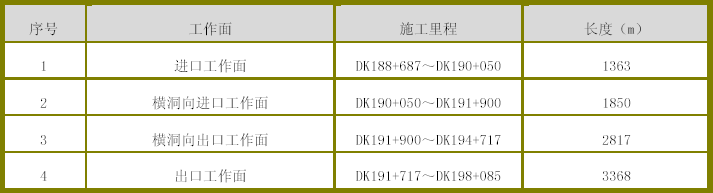 序号 工作面 施工里程 长度（m）
1 进口工作面 DK188+687～DK190+050 1363
2 横洞向进口工作面 DK190+050～DK191+900 1850
3 横洞向出口工作面 DK191+900～DK194+717 2817
4 出口工作面 DK191+717～DK198+085 3368